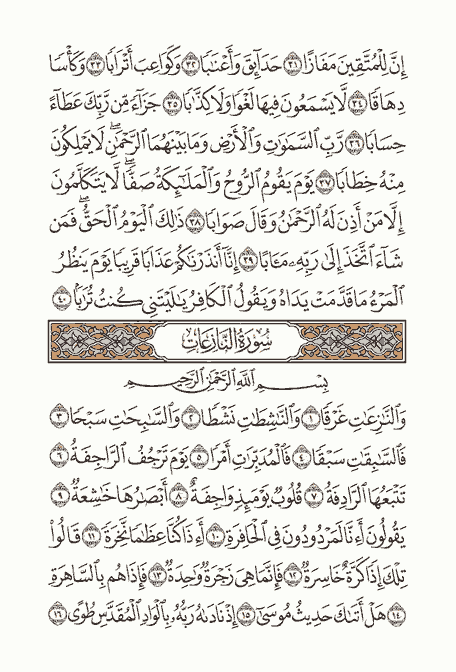 إِنَّ لِلْمُتَّقِينَ مَفَازًا ٣١ حَدَآئِقَ وَأَعْنَٰبًا ٣٢ وَكَوَاعِبَ أَتْرَابًا ٣٣ وَكَأْسًا
دِهَاقًا ٣٤ لَّا يَسْمَعُونَ فِيهَا لَغْوًا وَلَا كِذَّٰبًا ٣٥ جَزَآءً مِّن رَّبِّكَ عَطَآءً
حِسَابًا ٣٦ رَّبِّ ٱلسَّمَٰوَٰتِ وَٱلْأَرْضِ وَمَا بَيْنَهُمَا ٱلرَّحْمَٰنِۖ لَا يَمْلِكُونَ
مِنْهُ خِطَابًا ٣٧ يَوْمَ يَقُومُ ٱلرُّوحُ وَٱلْمَلَٰٓئِكَةُ صَفًّاۖ لَّا يَتَكَلَّمُونَ
إِلَّا مَنْ أَذِنَ لَهُ ٱلرَّحْمَٰنُ وَقَالَ صَوَابًا ٣٨ ذَٰلِكَ ٱلْيَوْمُ ٱلْحَقُّۖ فَمَن
شَآءَ ٱتَّخَذَ إِلَىٰ رَبِّهِۦ مَـَٔابًا ٣٩ إِنَّآ أَنذَرْنَٰكُمْ عَذَابًا قَرِيبًا يَوْمَ يَنظُرُ
ٱلْمَرْءُ مَا قَدَّمَتْ يَدَاهُ وَيَقُولُ ٱلْكَافِرُ يَٰلَيْتَنِى كُنتُ تُرَٰبًۢا ٤٠
سُورَةُ النَّازِعَاتِ
بِسْمِ ٱللَّهِ ٱلرَّحْمَٰنِ ٱلرَّحِيمِ
وَٱلنَّٰزِعَٰتِ غَرْقًا ١ وَٱلنَّٰشِطَٰتِ نَشْطًا ٢ وَٱلسَّٰبِحَٰتِ سَبْحًا ٣
فَٱلسَّٰبِقَٰتِ سَبْقًا ٤ فَٱلْمُدَبِّرَٰتِ أَمْرًا ٥ يَوْمَ تَرْجُفُ ٱلرَّاجِفَةُ ٦
تَتْبَعُهَا ٱلرَّادِفَةُ ٧ قُلُوبٌ يَوْمَئِذٍ وَاجِفَةٌ ٨ أَبْصَٰرُهَا خَٰشِعَةٌ ٩
يَقُولُونَ أَءِنَّا لَمَرْدُودُونَ فِى ٱلْحَافِرَةِ ١٠ أَءِذَا كُنَّا عِظَٰمًا نَّخِرَةً ١١ قَالُوا۟
تِلْكَ إِذًا كَرَّةٌ خَاسِرَةٌ ١٢ فَإِنَّمَا هِىَ زَجْرَةٌ وَٰحِدَةٌ ١٣ فَإِذَا هُم بِٱلسَّاهِرَةِ
١٤ هَلْ أَتَىٰكَ حَدِيثُ مُوسَىٰٓ ١٥ إِذْ نَادَىٰهُ رَبُّهُۥ بِٱلْوَادِ ٱلْمُقَدَّسِ طُوًى ١٦